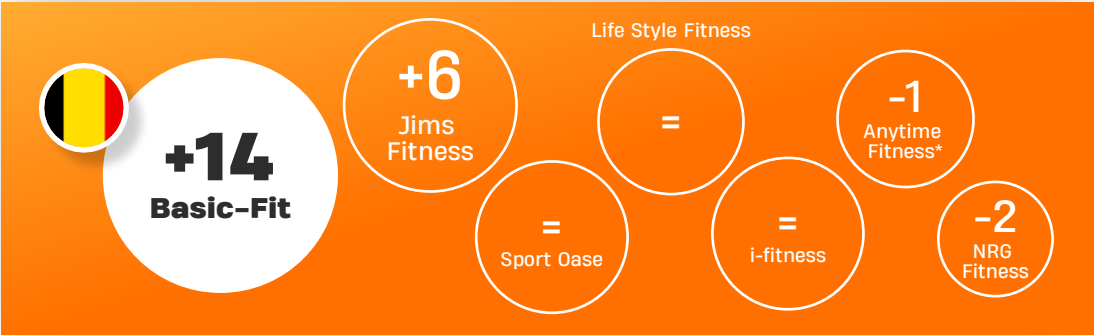 +14
Basic-Fit
+6
Jims
Fitness
=
Sport Oase
Life Style Fitness
=
=
i-fitness
-1
Anytime
Fitness*
-2
NRG
Fitness